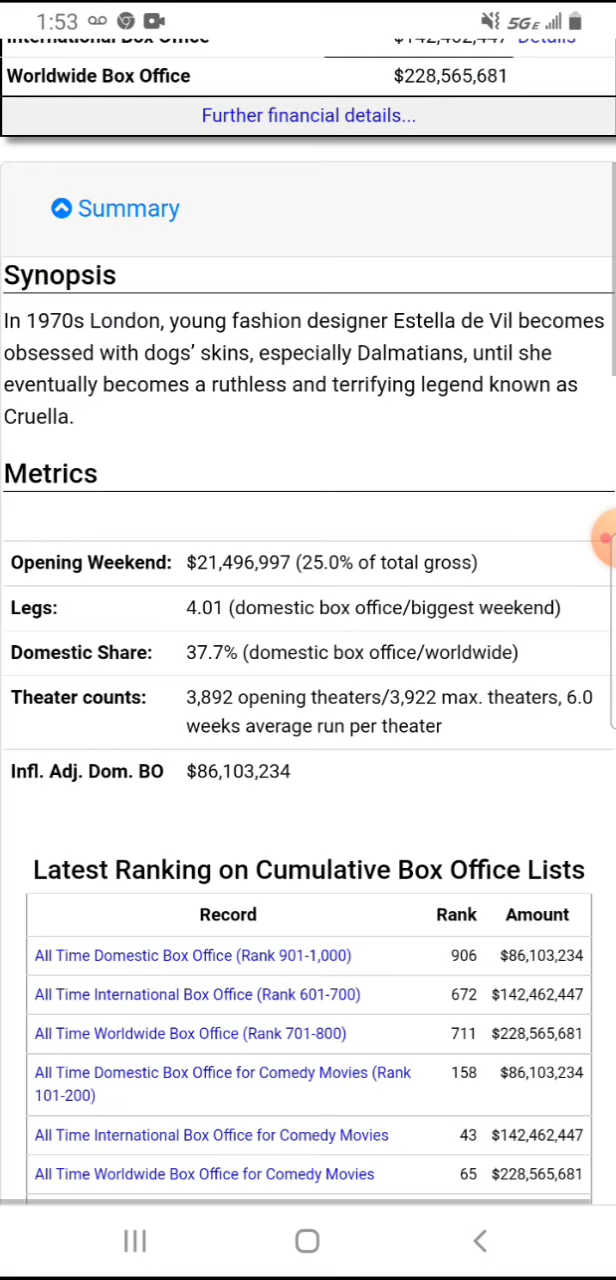 1:53 5GE
Worldwide Box Office $228,565,681
Further financial details...
Summary
Synopsis
In 1970s London, young fashion designer Estella de Vil becomes
obsessed with dogs' skins, especially Dalmatians, until she
eventually becomes a ruthless and terrifying legend known as
Cruella.
Metrics
Opening Weekend: $21,496,997 (25.0% of total gross)
Legs: 4.01 (domestic box office/biggest weekend)
Domestic Share: 37.7% (domestic box office/worldwide)
Theater counts: 3,892 opening theaters/3,922 max. theaters, 6.0
weeks average run per theater
Infl. Adj. Dom. BO $86,103,234
Latest Ranking on Cumulative Box Office Lists
Record Rank Amount
All Time Domestic Box Office (Rank 901-1,000) 906 $86,103,234
All Time International Box Office (Rank 601-700) 672 $142,462,447
All Time Worldwide Box Office (Rank 701-800) 711 $228,565,681
All Time Domestic Box Office for Comedy Movies (Rank 158 $86,103,234
101-200)
All Time International Box Office for Comedy Movies 43 $142,462,447
All Time Worldwide Box Office for Comedy Movies 65 $228,565,681